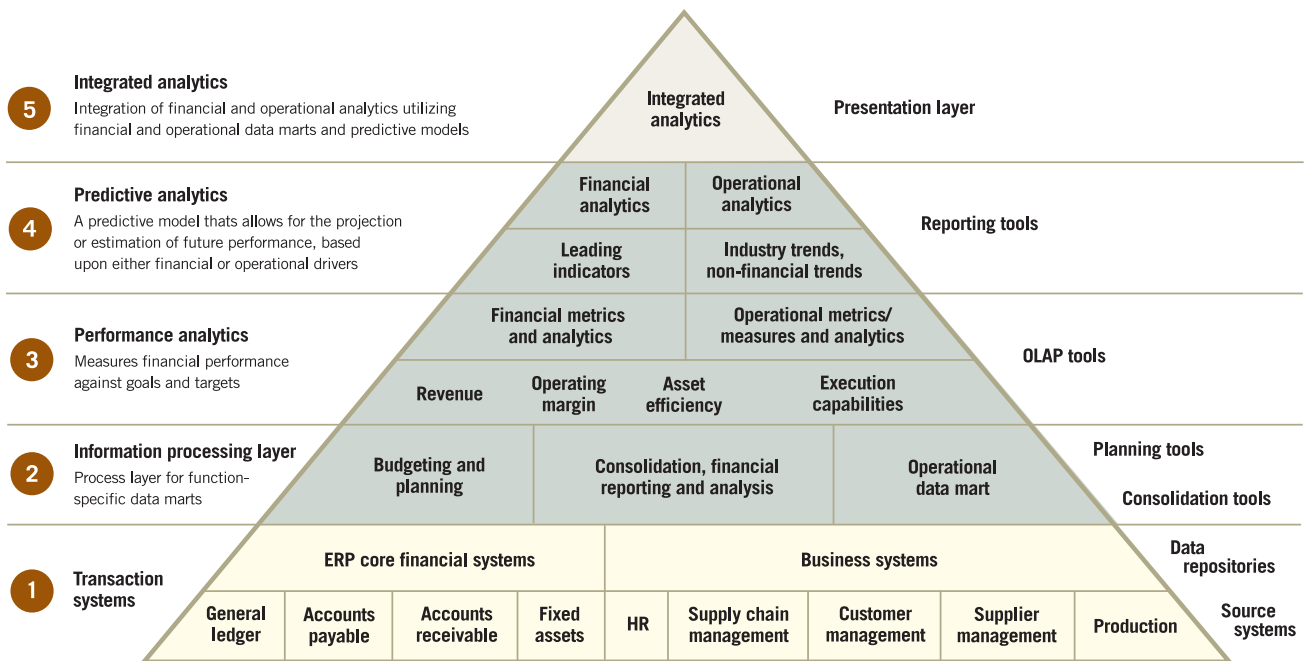 5
Integrated analytics
Integration of financial and operational analytics utilizing
financial and operational data marts and predictive models
Integrated
analytics
Presentation layer
4
Predictive analytics
A predictive model thats allows for the projection
or estimation of future performance, based
upon either financial or operational drivers
Financial
analytics
Operational
analytics
Leading
indicators
Industry trends,
non-financial trends
Reporting tools
3
Performance analytics
Measures financial performance
against goals and targets
Financial metrics
and analytics
Operational metrics/
measures and analytics
Revenue
Operating
margin
Asset
efficiency
Execution
capabilities
OLAP tools
2
Information processing layer
Process layer for function-
specific data marts
Budgeting and
planning
Consolidation, financial
reporting and analysis
Operational
data mart
Planning tools
Consolidation tools
1
Transaction
systems
ERP core financial systems
Business systems
Data
repositories
General
ledger
Accounts
payable
Accounts
receivable
Fixed
assets
HR
Supply chain
management
Customer
management
Supplier
management
Production
Source
systems